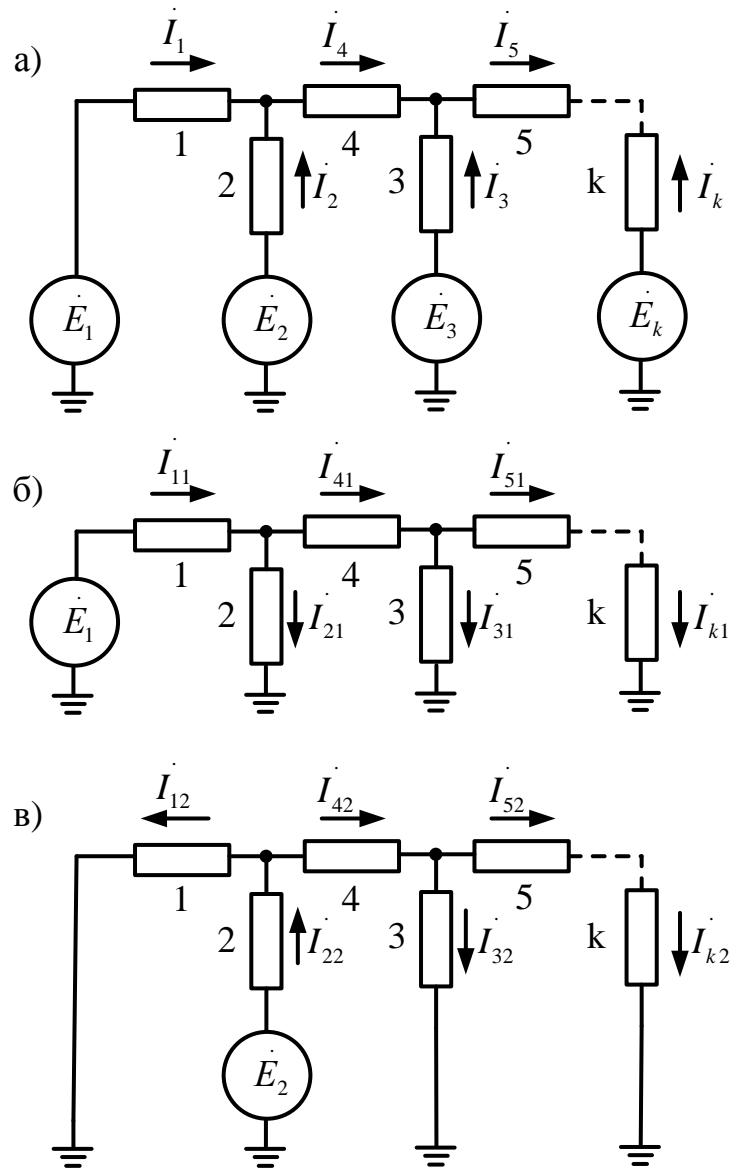 İ₁ İ₄ İ₅
а)
1 4 5
2 İ₂ 3 İ₃ k İₖ
Ė₁ Ė₂ Ė₃ Ėₖ
İ₁₁ İ₄₁ İ₅₁
б)
1 4 5
Ė₁ 2 İ₂₁ 3 İ₃₁ k İₖ₁
İ₁₂ İ₄₂ İ₅₂
в)
1 4 5
2 İ₂₂ 3 İ₃₂ k İₖ₂
Ė₂